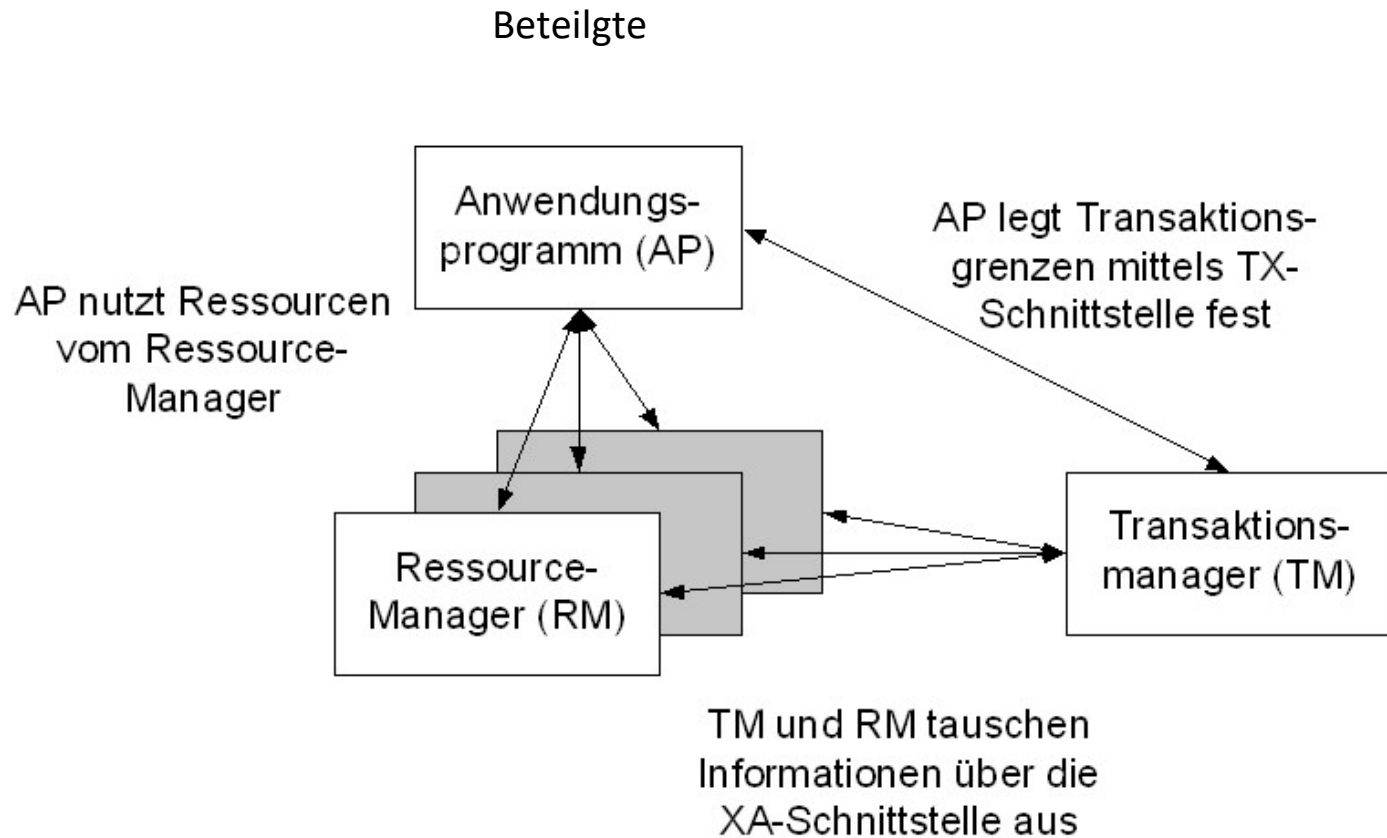 Beteilgte
Anwendungs-
programm (AP)
AP legt Transaktions-
grenzen mittels TX-
Schnittstelle fest
AP nutzt Ressourcen
vom Ressource-
Manager
Ressource-
Manager (RM)
Transaktions-
manager (TM)
TM und RM tauschen
Informationen über die
XA-Schnittstelle aus